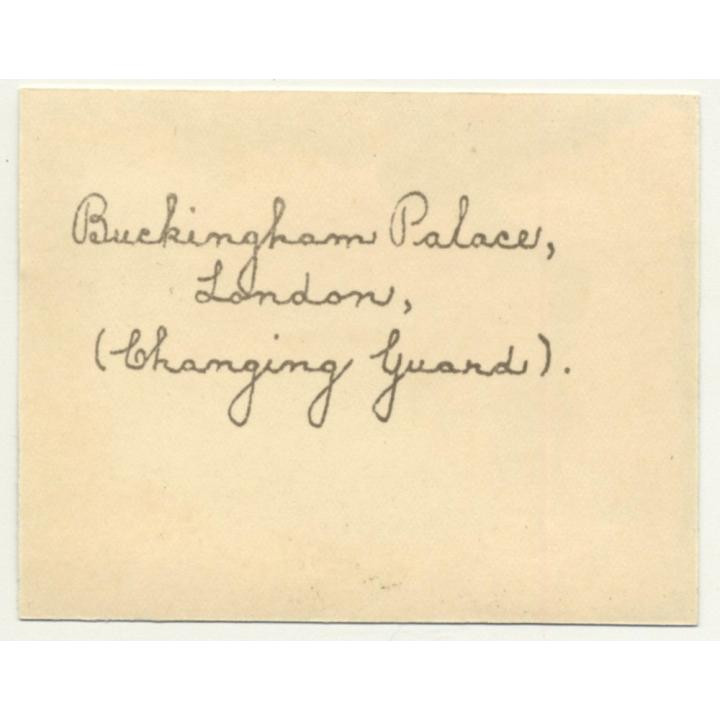 Buckingham Palace,
London,
(Changing Guard).